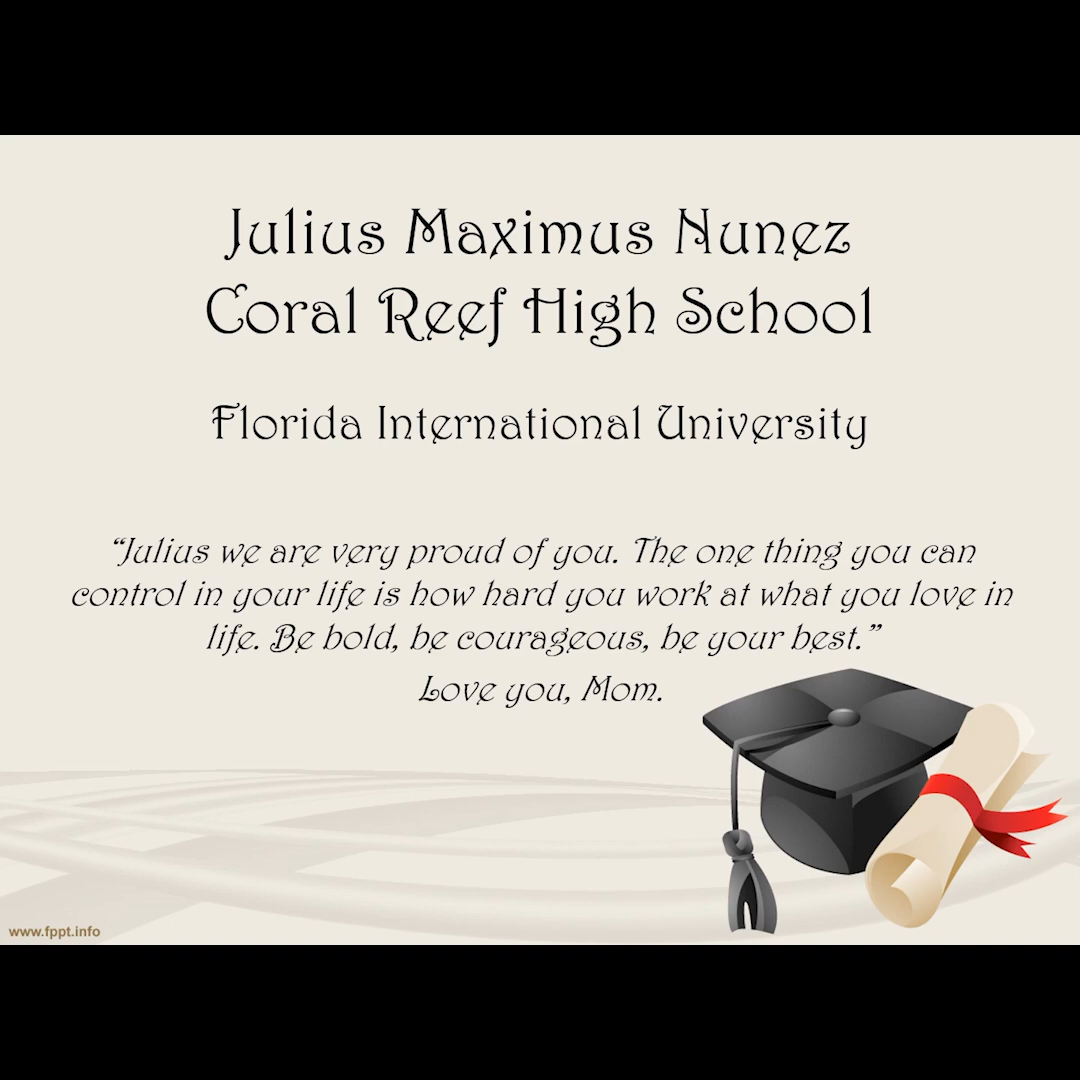 Julius Maximus Nunez
Coral Reef High School
Florida International University
“Julius we are very proud of you. The one thing you can
control in your life is how hard you work at what you love in
life. Be bold, be courageous, be your best.”
Love you, Mom.
www.fppt.info